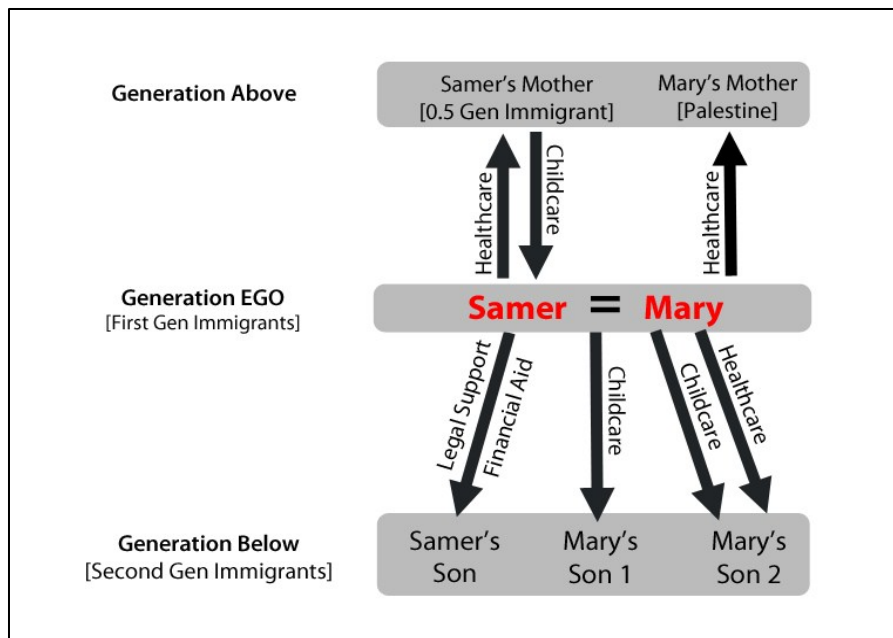 Generation Above
Samer's Mother
[0.5 Gen Immigrant]
Mary's Mother
[Palestine]
Healthcare
Childcare
Healthcare
Generation EGO
[First Gen Immigrants]
Samer = Mary
Legal Support
Financial Aid
Childcare
Childcare
Healthcare
Generation Below
[Second Gen Immigrants]
Samer's
Son
Mary's
Son 1
Mary's
Son 2